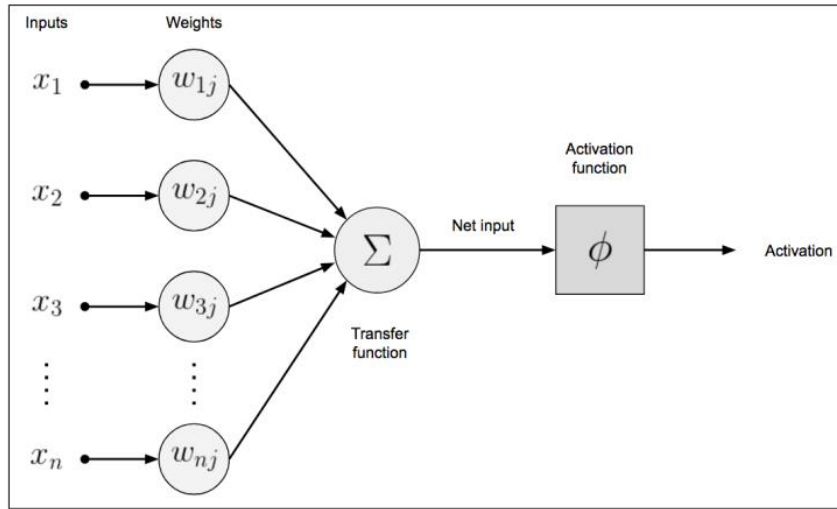 Inputs Weights
x1 w1j
Activation
function
x2 w2j
Net input
Σ ϕ Activation
x3 w3j
Transfer
function
xn wnj